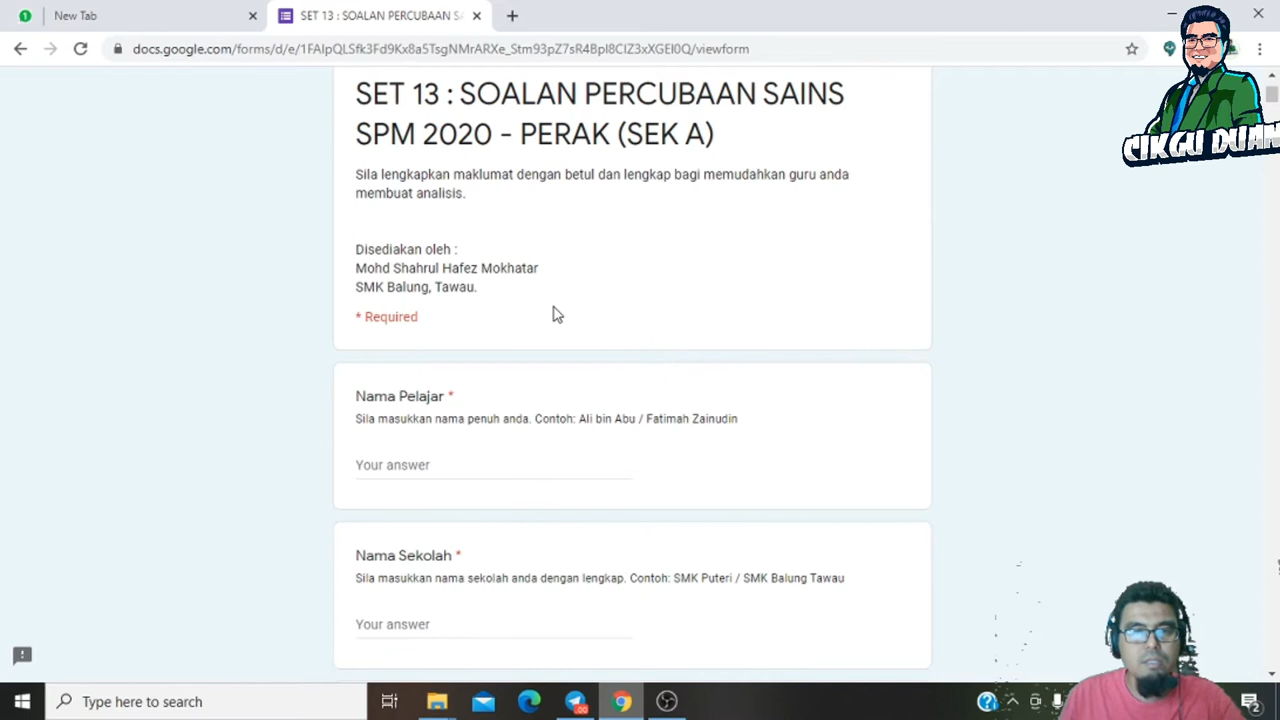 New Tab
SET 13 : SOALAN PERCUBAAN SA
docs.google.com/forms/d/e/1FAIpQLSfk3Fd9Kx8a5TsgNMrARXe_Stm93pZ7sR4BpI8CIZ3xXGEI0Q/viewform
CIKGU DUAN
SET 13 : SOALAN PERCUBAAN SAINS
SPM 2020 - PERAK (SEK A)
Sila lengkapkan maklumat dengan betul dan lengkap bagi memudahkan guru anda
membuat analisis.
Disediakan oleh :
Mohd Shahrul Hafez Mokhatar
SMK Balung, Tawau.
* Required
Nama Pelajar *
Sila masukkan nama penuh anda. Contoh: Ali bin Abu / Fatimah Zainudin
Your answer
Nama Sekolah *
Sila masukkan nama sekolah anda dengan lengkap. Contoh: SMK Puteri / SMK Balung Tawau
Your answer
Type here to search